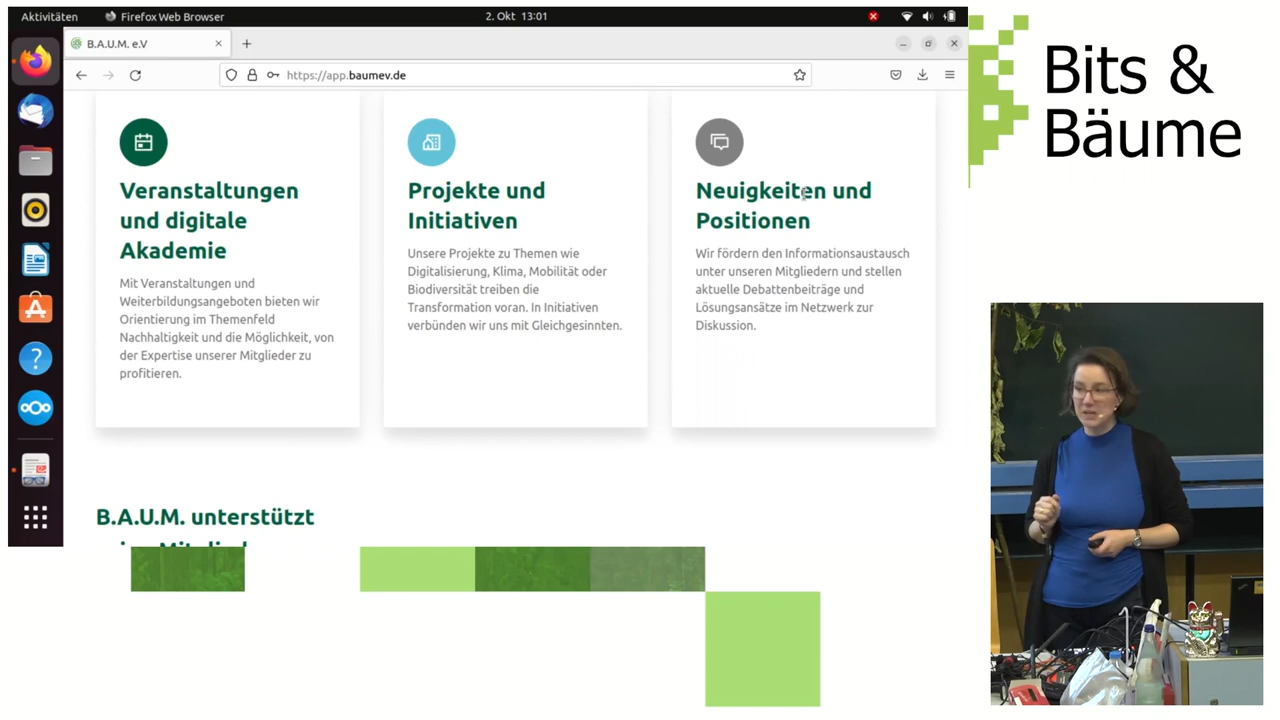 Aktivitäten
Firefox Web Browser
2. Okt 13:01
B.A.U.M. e.V
https://app.baumev.de
Veranstaltungen
und digitale
Akademie
Mit Veranstaltungen und
Weiterbildungsangeboten bieten wir
Orientierung im Themenfeld
Nachhaltigkeit und die Möglichkeit, von
der Expertise unserer Mitglieder zu
profitieren.
Projekte und
Initiativen
Unsere Projekte zu Themen wie
Digitalisierung, Klima, Mobilität oder
Biodiversität treiben die
Transformation voran. In Initiativen
verbünden wir uns mit Gleichgesinnten.
Neuigkeiten und
Positionen
Wir fördern den Informationsaustausch
unter unseren Mitgliedern und stellen
aktuelle Debattenbeiträge und
Lösungsansätze im Netzwerk zur
Diskussion.
B.A.U.M. unterstützt
Bits &
Bäume